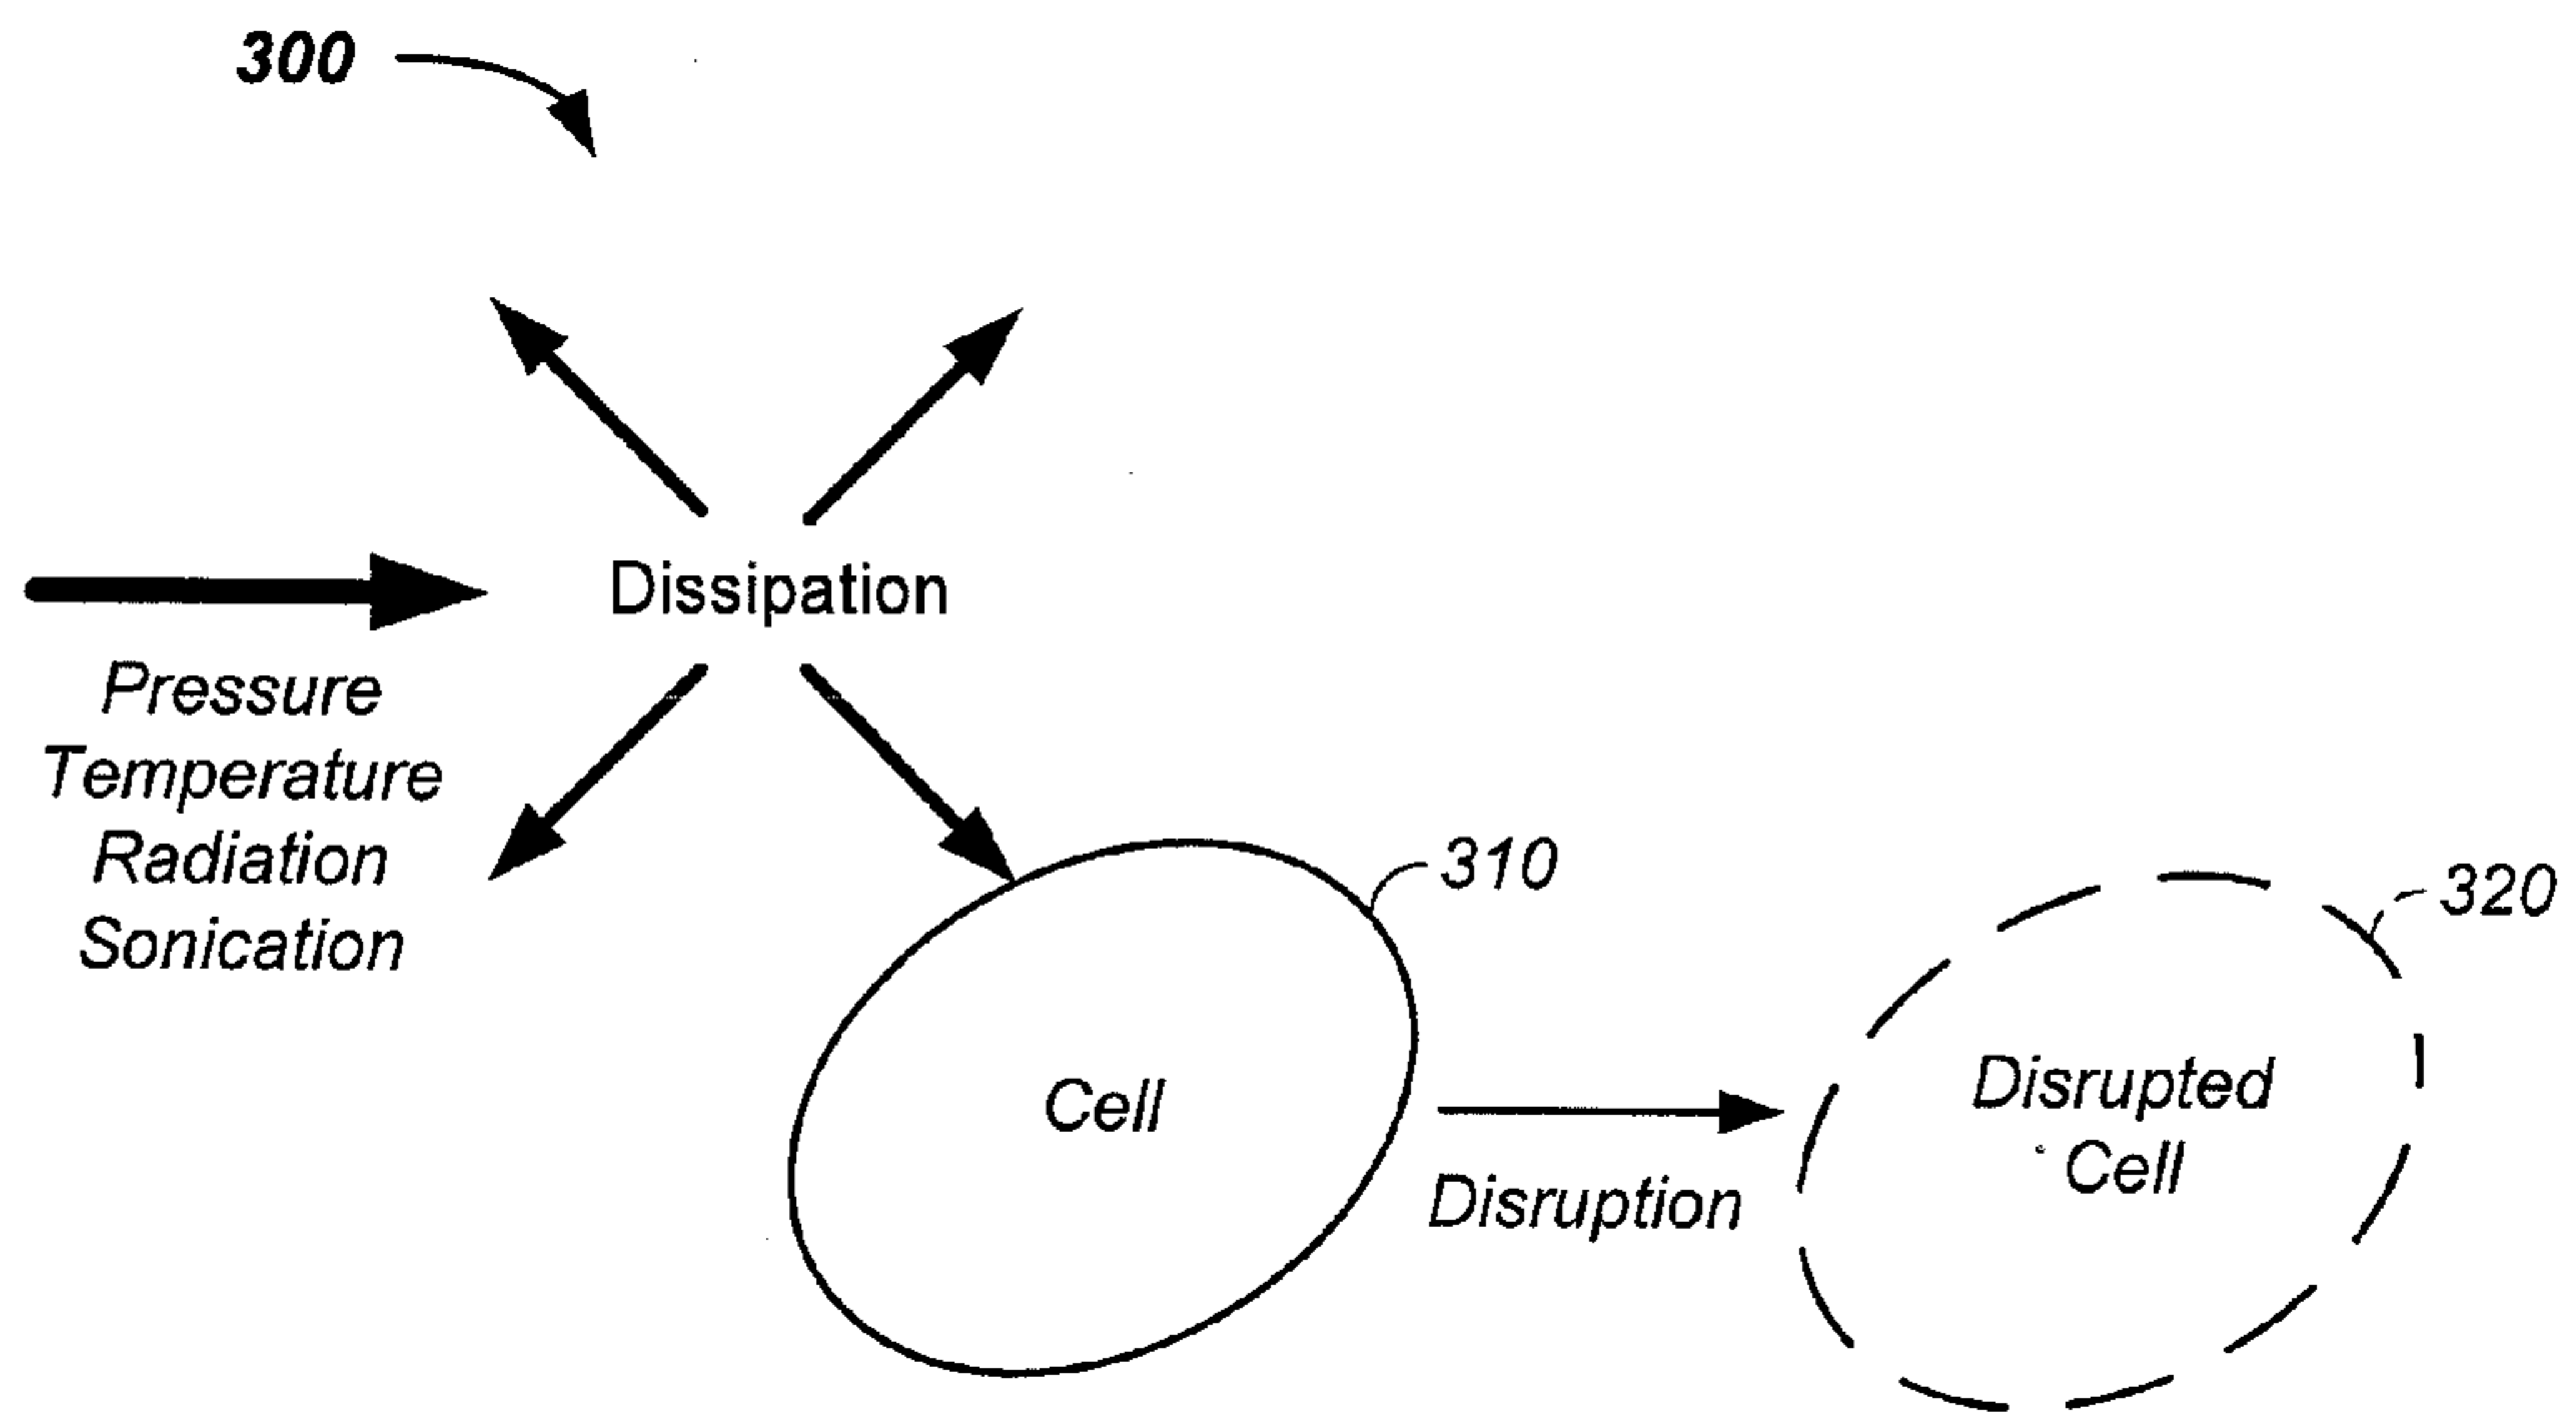 300
Dissipation
Pressure
Temperature
Radiation
Sonication
310
320
Cell
Disruption
Disrupted
Cell